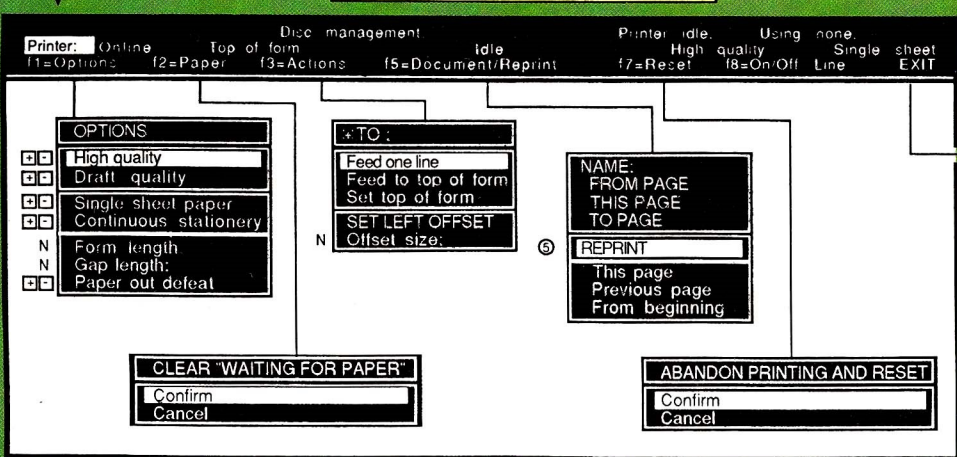 Disc management. Printer idle. Using none.
Printer: Online Top of form Idle High quality Single sheet
f1=Options f2=Paper f3=Actions f5=Document/Reprint f7=Reset f8=On/Off Line EXIT
OPTIONS
+ - High quality
+ - Draft quality
+ - Single sheet paper
+ - Continuous stationery
N Form length
N Gap length:
+ - Paper out defeat
+ TO :
Feed one line
Feed to top of form
Set top of form
SET LEFT OFFSET
N Offset size:
NAME:
FROM PAGE
THIS PAGE
TO PAGE
⑤ REPRINT
This page
Previous page
From beginning
CLEAR "WAITING FOR PAPER"
Confirm
Cancel
ABANDON PRINTING AND RESET
Confirm
Cancel